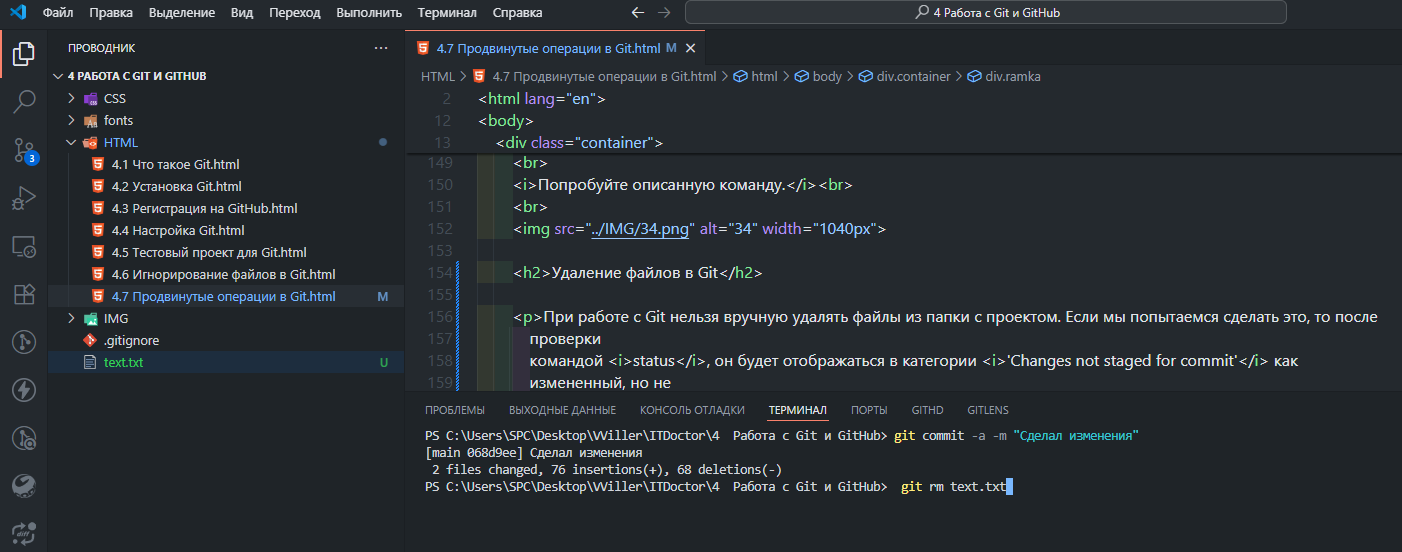 Файл Правка Выделение Вид Переход Выполнить Терминал Справка 4 Работа с Git и GitHub
ПРОВОДНИК
4 РАБОТА С GIT И GITHUB
CSS
fonts
HTML
4.1 Что такое Git.html
4.2 Установка Git.html
4.3 Регистрация на GitHub.html
4.4 Настройка Git.html
4.5 Тестовый проект для Git.html
4.6 Игнорирование файлов в Git.html
4.7 Продвинутые операции в Git.html M
IMG
.gitignore
text.txt U
3
4.7 Продвинутые операции в Git.html M
HTML > 4.7 Продвинутые операции в Git.html > html > body > div.container > div.ramka
2 <html lang="en">
12 <body>
13 <div class="container">
149 <br>
150 <i>Попробуйте описанную команду.</i><br>
151 <br>
152 <img src="../IMG/34.png" alt="34" width="1040px">
153
154 <h2>Удаление файлов в Git</h2>
155
156 <p>При работе с Git нельзя вручную удалять файлы из папки с проектом. Если мы попытаемся сделать это, то после
157 проверки
158 командой <i>status</i>, он будет отображаться в категории <i>'Changes not staged for commit'</i> как
159 измененный, но не
ПРОБЛЕМЫ ВЫХОДНЫЕ ДАННЫЕ КОНСОЛЬ ОТЛАДКИ ТЕРМИНАЛ ПОРТЫ GITHD GITLENS
PS C:\Users\SPC\Desktop\VViller\ITDoctor\4  Работа с Git и GitHub> git commit -a -m "Сделал изменения"
[main 068d9ee] Сделал изменения
2 files changed, 76 insertions(+), 68 deletions(-)
PS C:\Users\SPC\Desktop\VViller\ITDoctor\4  Работа с Git и GitHub>  git rm text.txt